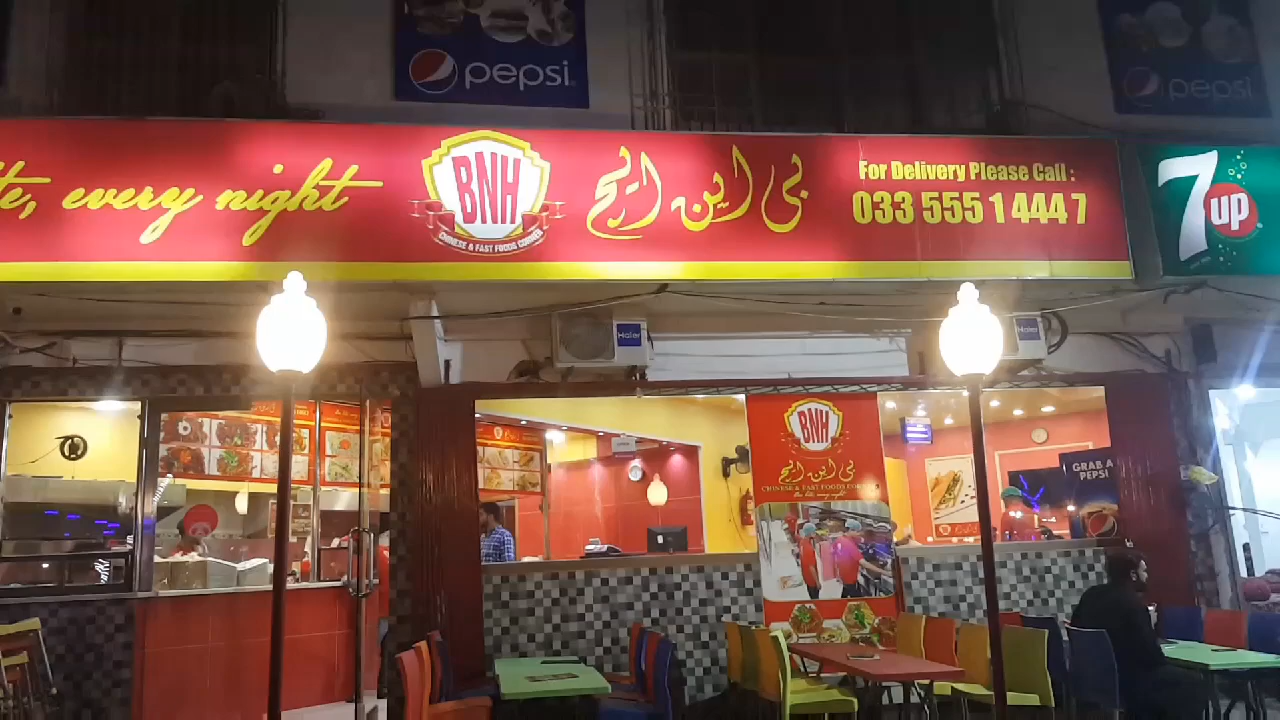 pepsi
pepsi
te, every night
BNH
CHINESE & FAST FOODS CORNER
بی این ایچ
For Delivery Please Call :
033 555 1 444 7
7up
Haier
Haier
BNH
بی این ایچ
CHINESE & FAST FOODS CORNER
GRAB A
PEPSI